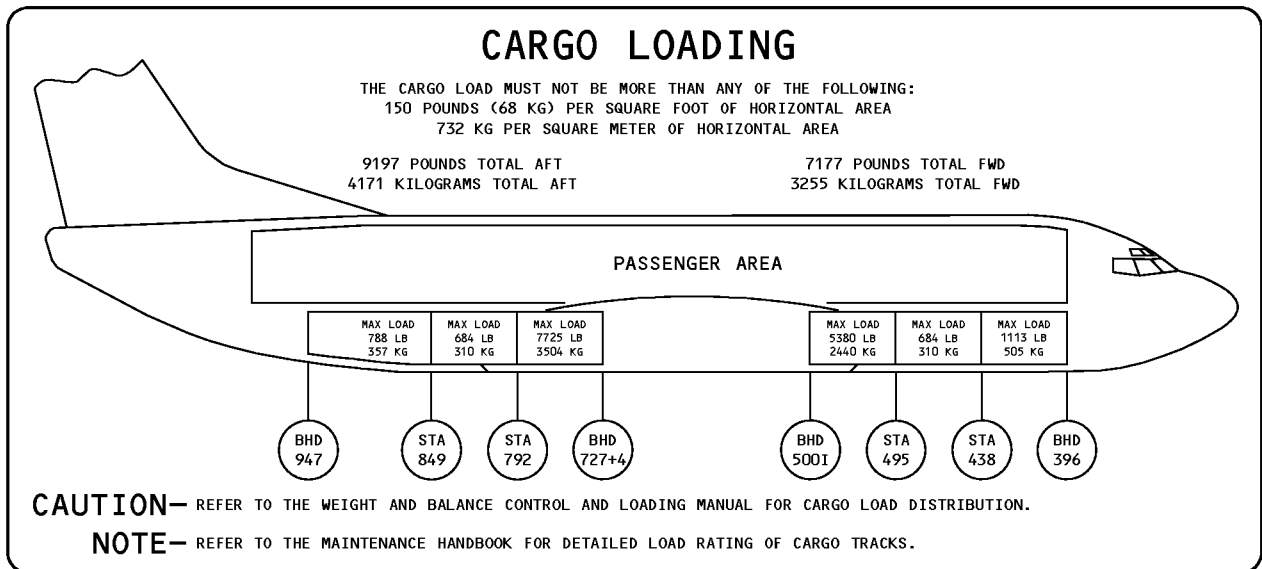 CARGO LOADING
THE CARGO LOAD MUST NOT BE MORE THAN ANY OF THE FOLLOWING:
150 POUNDS (68 KG) PER SQUARE FOOT OF HORIZONTAL AREA
732 KG PER SQUARE METER OF HORIZONTAL AREA
9197 POUNDS TOTAL AFT
4171 KILOGRAMS TOTAL AFT
7177 POUNDS TOTAL FWD
3255 KILOGRAMS TOTAL FWD
PASSENGER AREA
MAX LOAD
788 LB
357 KG
MAX LOAD
684 LB
310 KG
MAX LOAD
7725 LB
3504 KG
MAX LOAD
5380 LB
2440 KG
MAX LOAD
684 LB
310 KG
MAX LOAD
1113 LB
505 KG
BHD
947
STA
849
STA
792
BHD
727+4
BHD
500I
STA
495
STA
438
BHD
396
CAUTION— REFER TO THE WEIGHT AND BALANCE CONTROL AND LOADING MANUAL FOR CARGO LOAD DISTRIBUTION.
NOTE— REFER TO THE MAINTENANCE HANDBOOK FOR DETAILED LOAD RATING OF CARGO TRACKS.